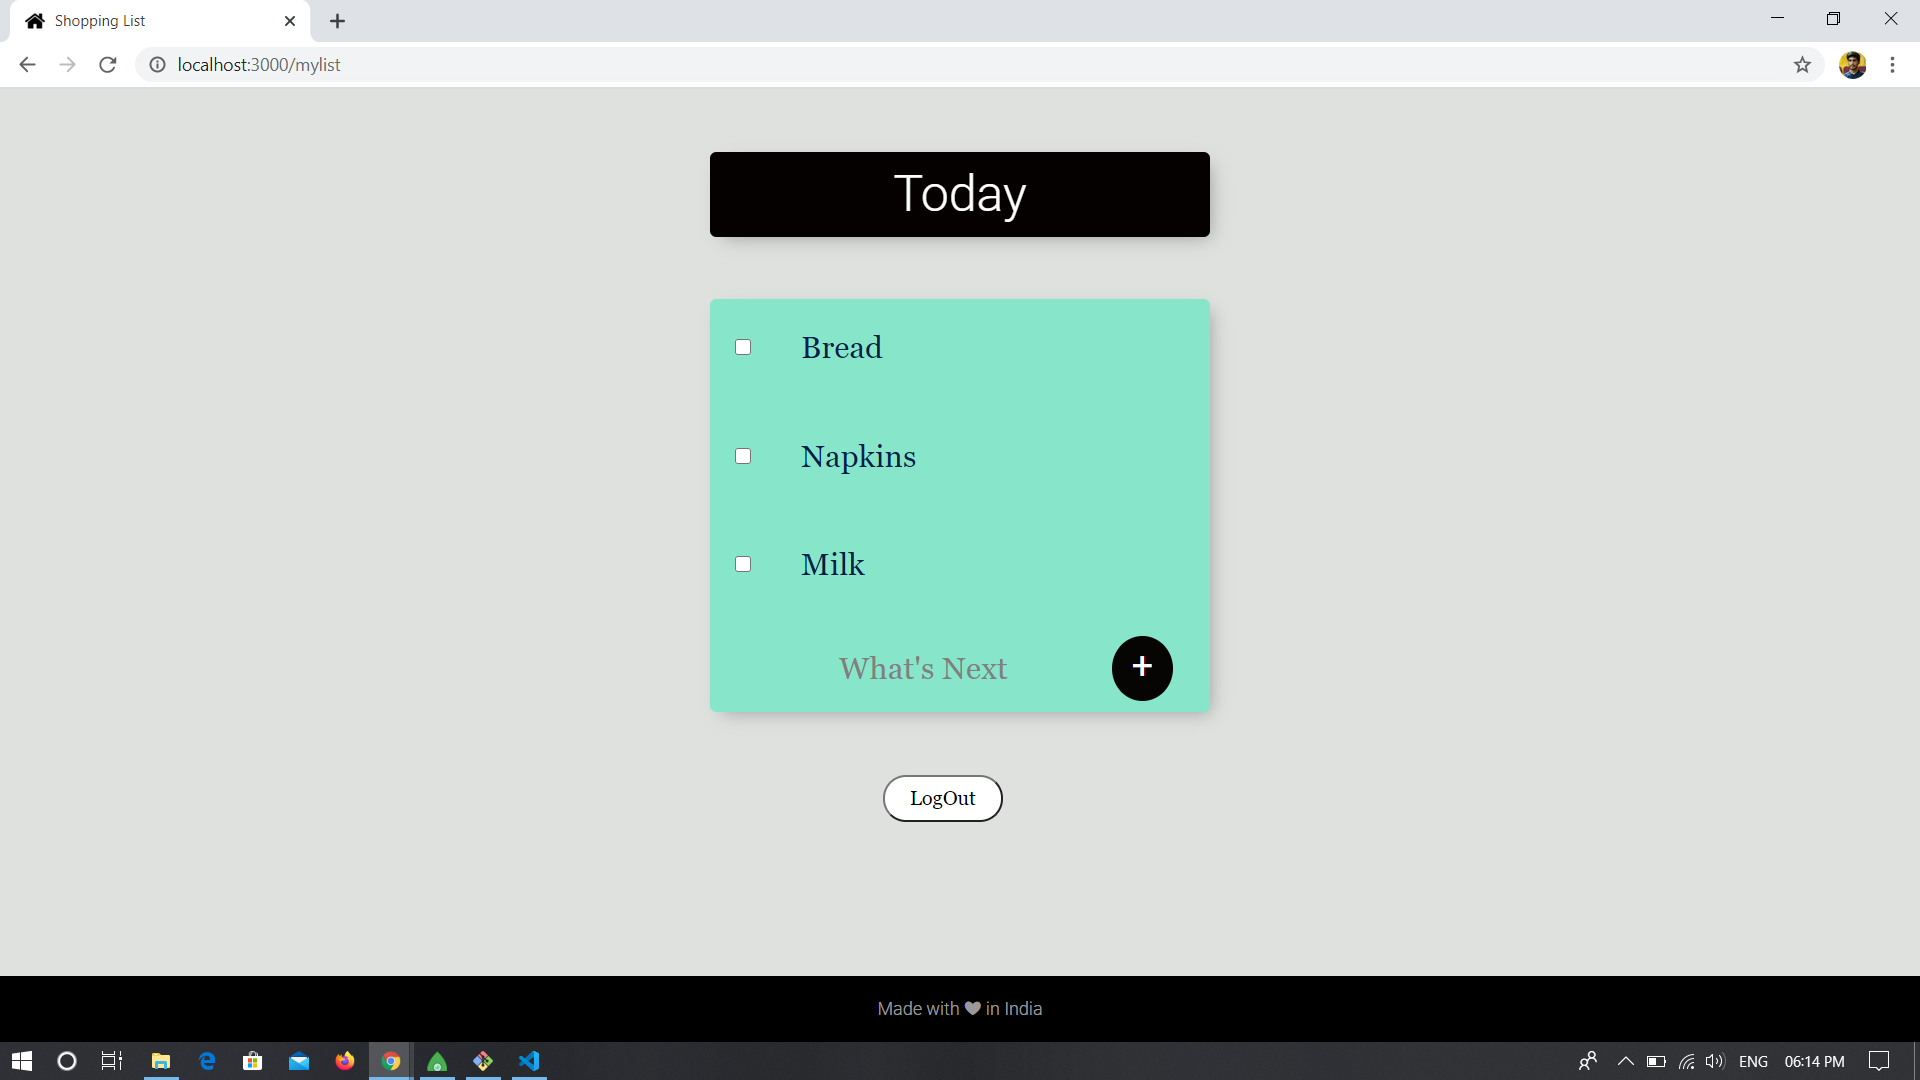 Shopping List
localhost:3000/mylist
Today
Bread
Napkins
Milk
What's Next
+
LogOut
Made with ❤ in India
ENG 06:14 PM